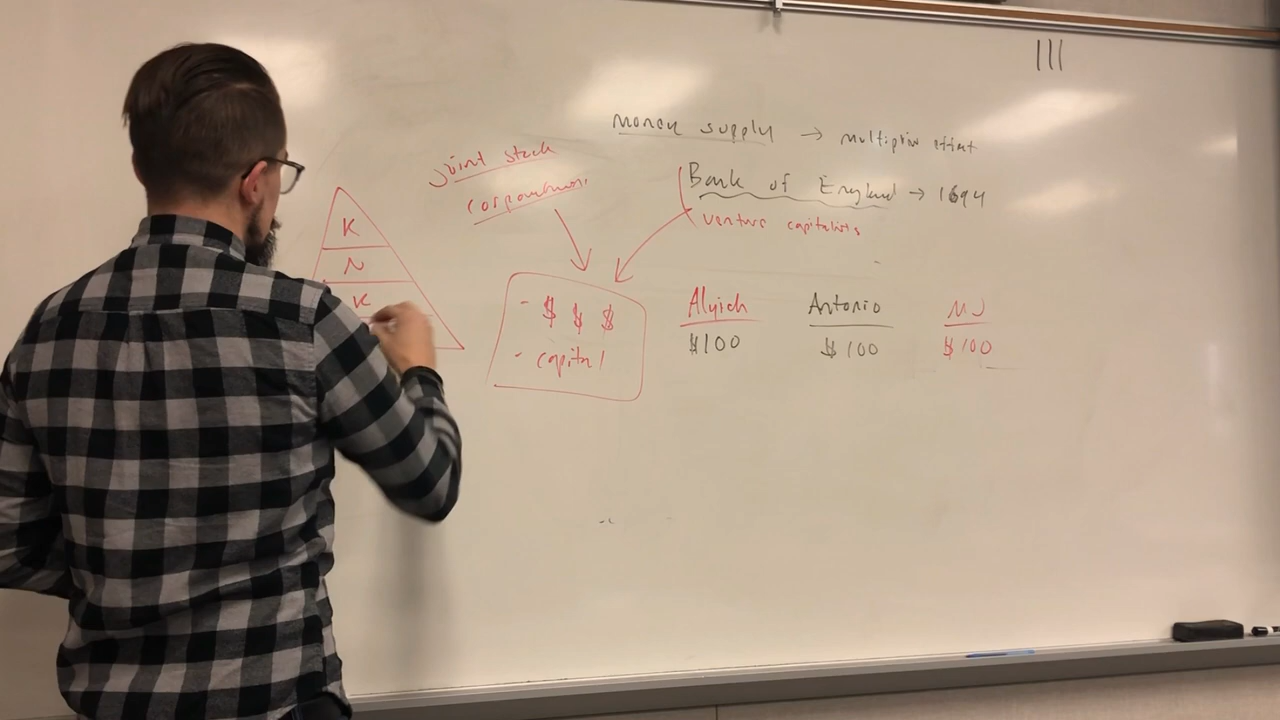 |||
money supply → multiplier effect
joint stock
corporations
Bank of England → 1694
venture capitalists
K
N
K
- $ $ $
- capital
Alyich Antonio MJ
$100 $100 $100